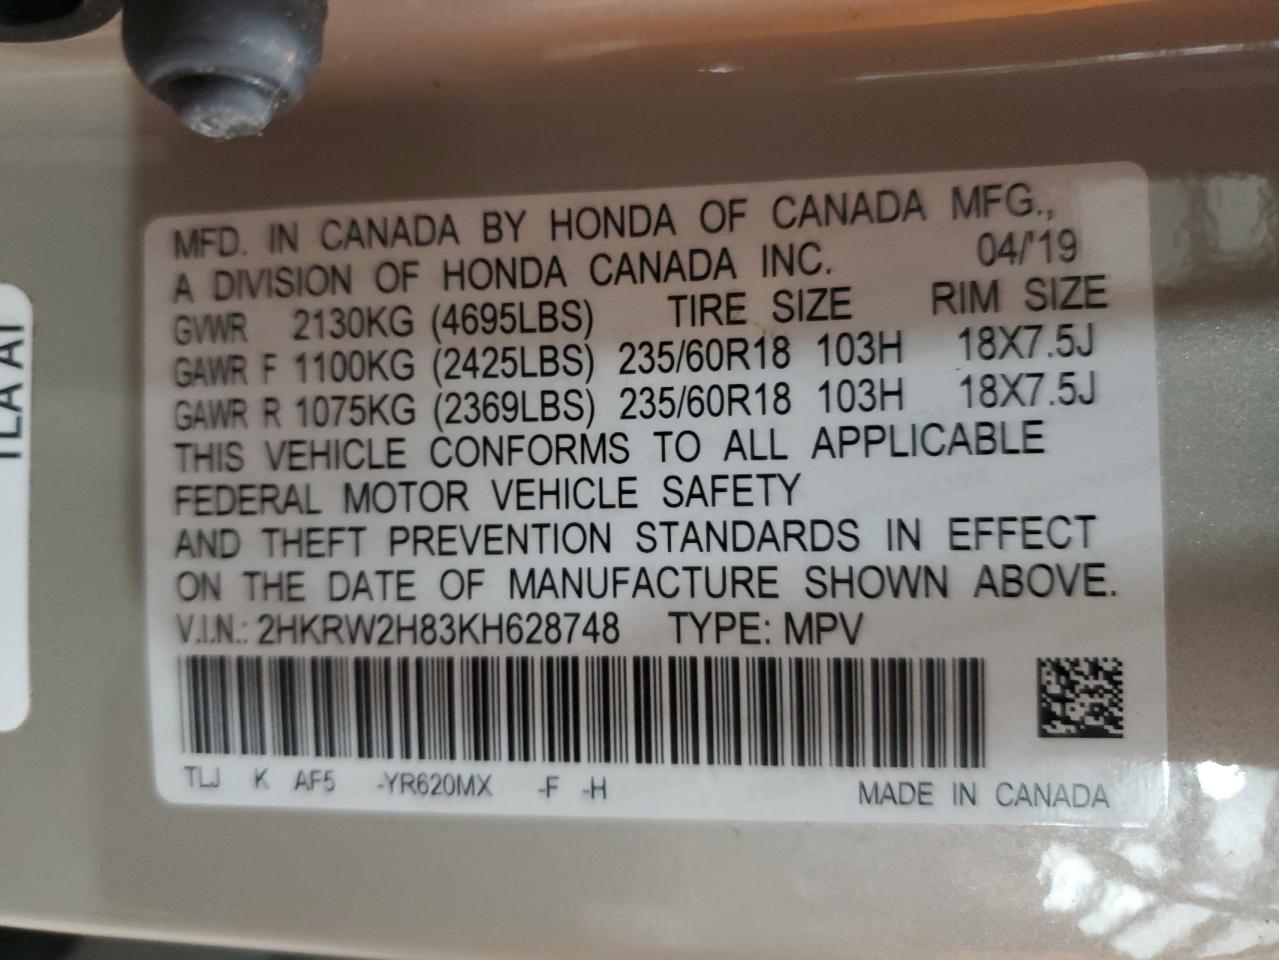 MFD. IN CANADA BY HONDA OF CANADA MFG.,
A DIVISION OF HONDA CANADA INC. 04/'19
GVWR 2130KG (4695LBS) TIRE SIZE RIM SIZE
GAWR F 1100KG (2425LBS) 235/60R18 103H 18X7.5J
GAWR R 1075KG (2369LBS) 235/60R18 103H 18X7.5J
THIS VEHICLE CONFORMS TO ALL APPLICABLE
FEDERAL MOTOR VEHICLE SAFETY
AND THEFT PREVENTION STANDARDS IN EFFECT
ON THE DATE OF MANUFACTURE SHOWN ABOVE.
V.I.N.: 2HKRW2H83KH628748 TYPE: MPV
TLJ K AF5 -YR620MX -F -H MADE IN CANADA